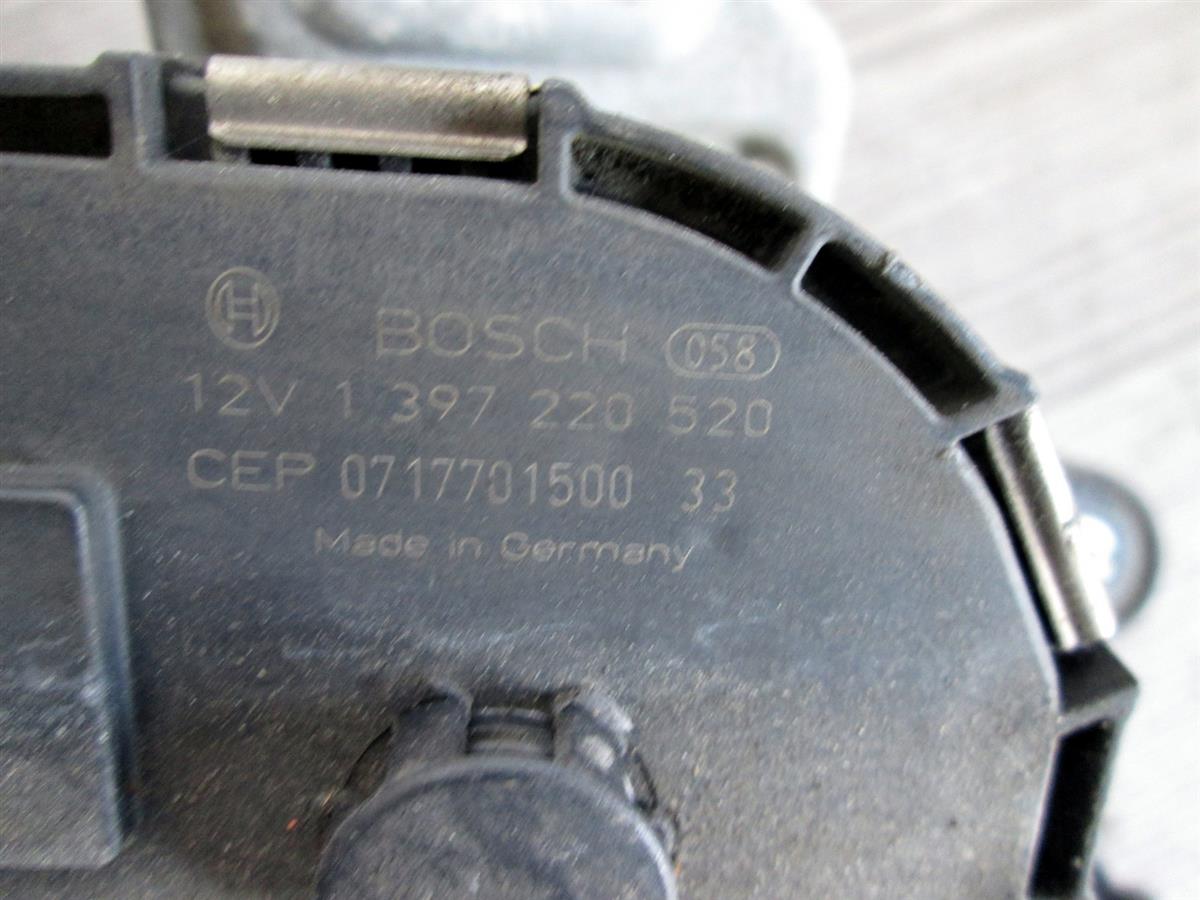 BOSCH 058
12V 1 397 220 520
CEP 0717701500 33
Made in Germany